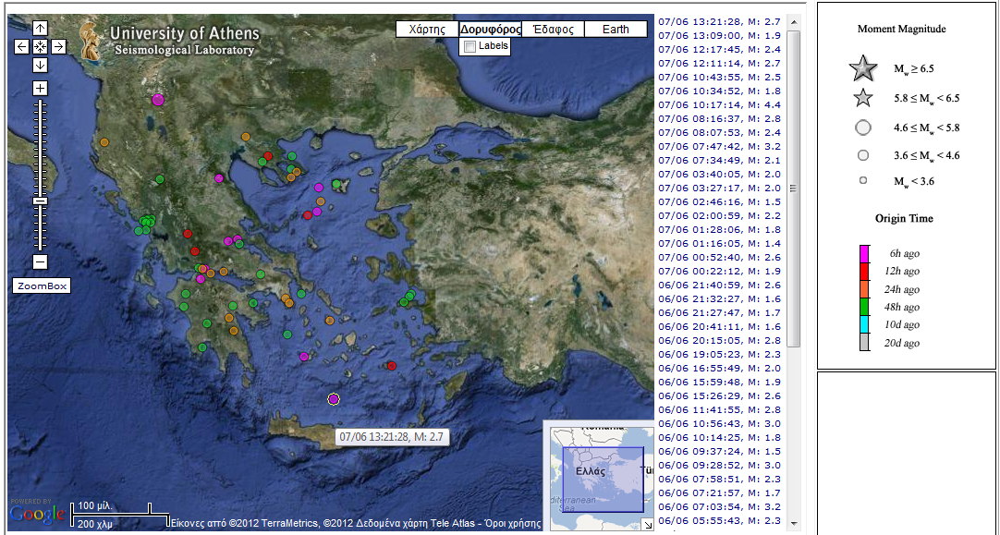 University of Athens
Seismological Laboratory
Χάρτης
Δορυφόρος
Έδαφος
Earth
Labels
ZoomBox
07/06 13:21:28, M: 2.7
POWERED BY
Google
100 μίλ.
200 χλμ
Εικόνες από ©2012 TerraMetrics, ©2012 Δεδομένα χάρτη Tele Atlas - Όροι χρήσης
Romania
Ελλάς
Tür
diterranean
Sea
07/06 13:21:28, M: 2.7
07/06 13:09:00, M: 1.9
07/06 12:17:45, M: 2.4
07/06 12:11:14, M: 2.7
07/06 10:43:55, M: 2.5
07/06 10:34:52, M: 1.8
07/06 10:17:14, M: 4.4
07/06 08:16:37, M: 2.8
07/06 08:07:53, M: 2.4
07/06 07:47:42, M: 3.2
07/06 07:34:49, M: 2.1
07/06 03:40:05, M: 2.0
07/06 03:27:17, M: 2.0
07/06 02:46:16, M: 1.5
07/06 02:00:59, M: 2.2
07/06 01:28:06, M: 1.8
07/06 01:16:05, M: 1.4
07/06 00:52:40, M: 2.6
07/06 00:22:12, M: 1.9
06/06 21:40:59, M: 2.6
06/06 21:32:27, M: 1.6
06/06 21:27:47, M: 1.7
06/06 20:41:11, M: 1.6
06/06 20:15:05, M: 2.8
06/06 19:05:23, M: 2.3
06/06 16:55:49, M: 2.0
06/06 15:59:48, M: 1.9
06/06 15:26:29, M: 2.6
06/06 11:41:55, M: 2.8
06/06 10:56:43, M: 3.0
06/06 10:14:25, M: 1.8
06/06 09:37:24, M: 1.5
06/06 09:28:52, M: 3.0
06/06 07:58:51, M: 2.3
06/06 07:21:57, M: 1.7
06/06 07:03:54, M: 3.2
06/06 05:55:43, M: 2.3
Moment Magnitude
Mw ≥ 6.5
5.8 ≤ Mw < 6.5
4.6 ≤ Mw < 5.8
3.6 ≤ Mw < 4.6
Mw < 3.6
Origin Time
6h ago
12h ago
24h ago
48h ago
10d ago
20d ago